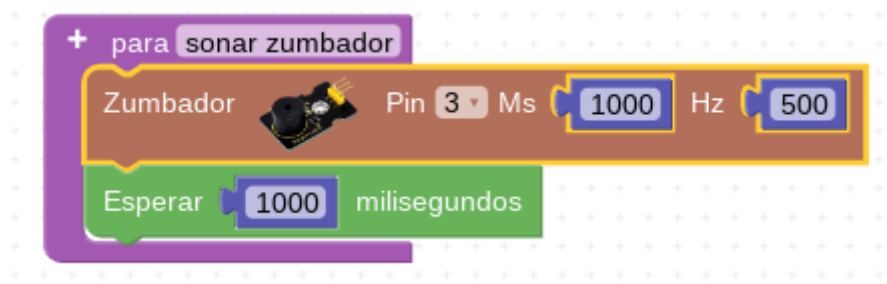 + para sonar zumbador
Zumbador Pin 3 Ms 1000 Hz 500
Esperar 1000 milisegundos